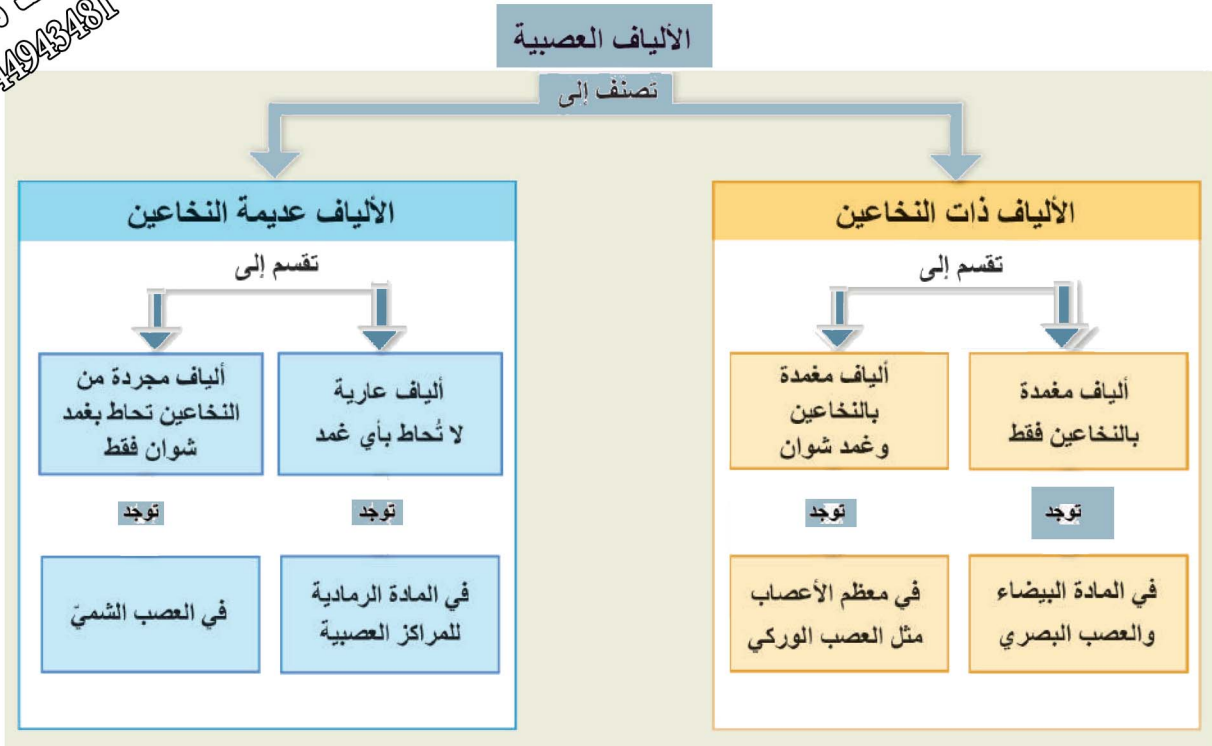 44943481
الألياف العصبية
تصنّف إلى
الألياف ذات النخاعين
تقسم إلى
ألياف مغمدة
بالنخاعين فقط
توجد
في المادة البيضاء
والعصب البصري
ألياف مغمدة
بالنخاعين
وغمد شوان
توجد
في معظم الأعصاب
مثل العصب الوركي
الألياف عديمة النخاعين
تقسم إلى
ألياف عارية
لا تُحاط بأي غمد
توجد
في المادة الرمادية
للمراكز العصبية
ألياف مجردة من
النخاعين تحاط بغمد
شوان فقط
توجد
في العصب الشميّ